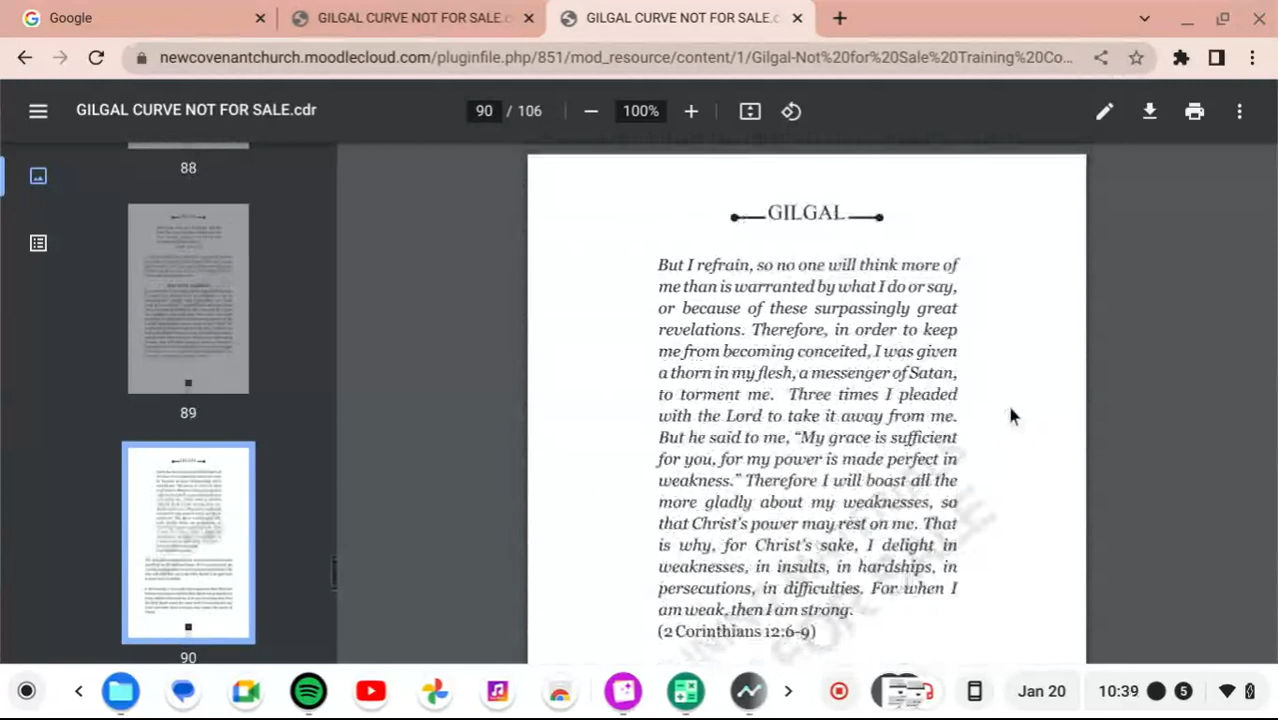 Google
GILGAL CURVE NOT FOR SALE.c
GILGAL CURVE NOT FOR SALE.c
newcovenantchurch.moodlecloud.com/pluginfile.php/851/mod_resource/content/1/Gilgal-Not%20for%20Sale%20Training%20Co...
GILGAL CURVE NOT FOR SALE.cdr
90 / 106
100%
88
89
90
GILGAL
But I refrain, so no one will think more of
me than is warranted by what I do or say,
or because of these surpassingly great
revelations. Therefore, in order to keep
me from becoming conceited, I was given
a thorn in my flesh, a messenger of Satan,
to torment me. Three times I pleaded
with the Lord to take it away from me.
But he said to me, "My grace is sufficient
for you, for my power is made perfect in
weakness." Therefore I will boast all the
more gladly about my weaknesses, so
that Christ's power may rest on me. That
is why, for Christ's sake, I delight in
weaknesses, in insults, in hardships, in
persecutions, in difficulties. For when I
am weak, then I am strong.
(2 Corinthians 12:6-9)
Jan 20
10:39
5